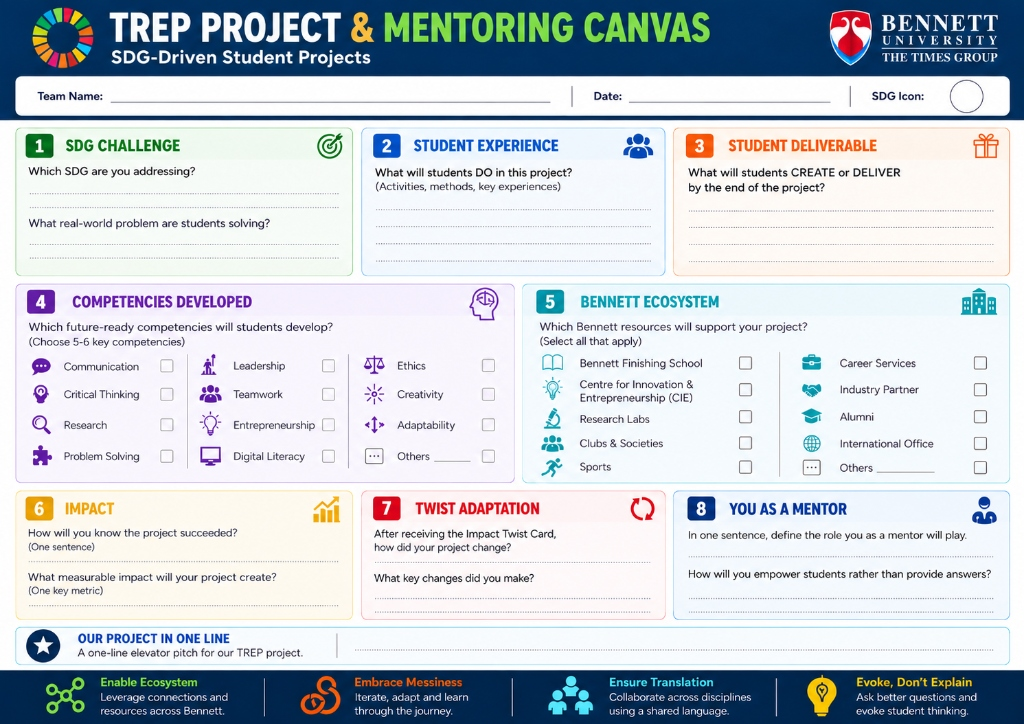 TREP PROJECT & MENTORING CANVAS
SDG-Driven Student Projects
BENNETT
UNIVERSITY
THE TIMES GROUP
Team Name:
Date:
SDG Icon:
1 SDG CHALLENGE
Which SDG are you addressing?
What real-world problem are students solving?
2 STUDENT EXPERIENCE
What will students DO in this project?
(Activities, methods, key experiences)
3 STUDENT DELIVERABLE
What will students CREATE or DELIVER
by the end of the project?
4 COMPETENCIES DEVELOPED
Which future-ready competencies will students develop?
(Choose 5-6 key competencies)
Communication
Critical Thinking
Research
Problem Solving
Leadership
Teamwork
Entrepreneurship
Digital Literacy
Ethics
Creativity
Adaptability
Others
5 BENNETT ECOSYSTEM
Which Bennett resources will support your project?
(Select all that apply)
Bennett Finishing School
Centre for Innovation &
Entrepreneurship (CIE)
Research Labs
Clubs & Societies
Sports
Career Services
Industry Partner
Alumni
International Office
Others
6 IMPACT
How will you know the project succeeded?
(One sentence)
What measurable impact will your project create?
(One key metric)
7 TWIST ADAPTATION
After receiving the Impact Twist Card,
how did your project change?
What key changes did you make?
8 YOU AS A MENTOR
In one sentence, define the role you as a mentor will play.
How will you empower students rather than provide answers?
OUR PROJECT IN ONE LINE
A one-line elevator pitch for our TREP project.
Enable Ecosystem
Leverage connections and
resources across Bennett.
Embrace Messiness
Iterate, adapt and learn
through the journey.
Ensure Translation
Collaborate across disciplines
using a shared language.
Evoke, Don't Explain
Ask better questions and
evoke student thinking.